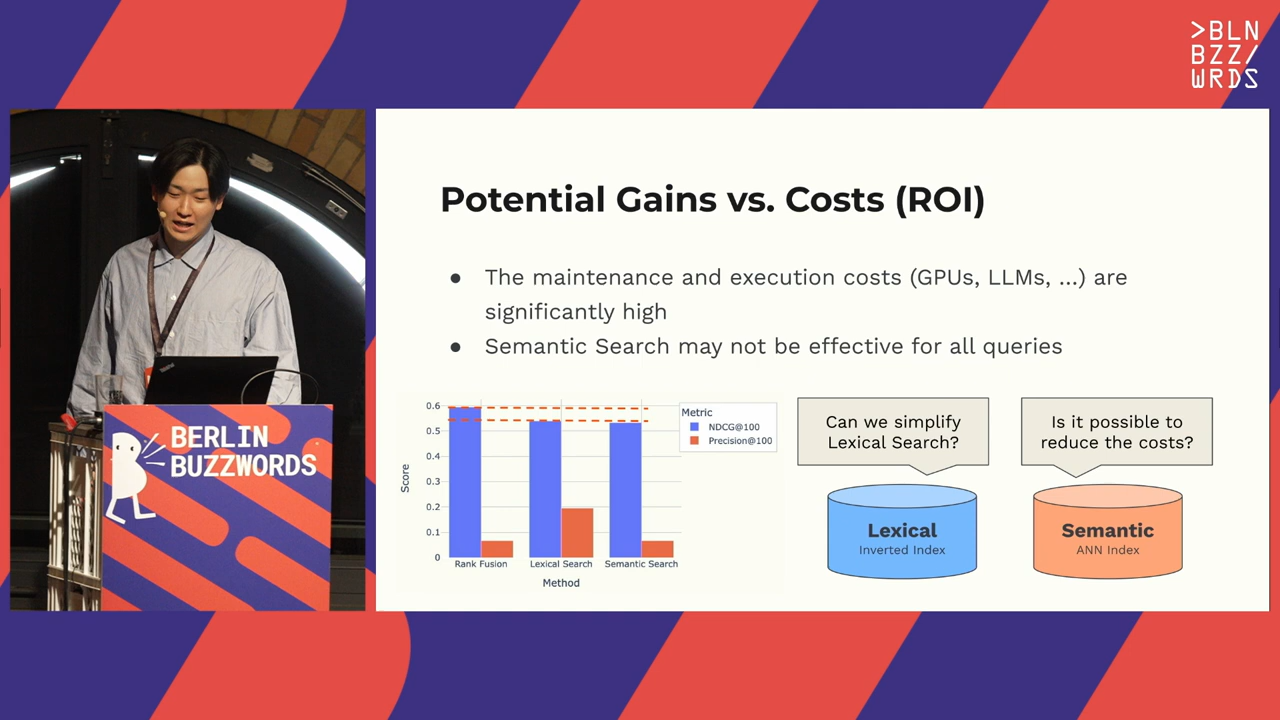 >BLN
BZZ/
WRDS
Potential Gains vs. Costs (ROI)
● The maintenance and execution costs (GPUs, LLMs, ...) are
significantly high
● Semantic Search may not be effective for all queries
0.6
0.5
0.4
0.3
0.2
0.1
0
Score
Rank Fusion
Lexical Search
Semantic Search
Method
Metric
NDCG@100
Precision@100
Can we simplify
Lexical Search?
Is it possible to
reduce the costs?
Lexical
Inverted Index
Semantic
ANN Index
BERLIN
BUZZWORDS